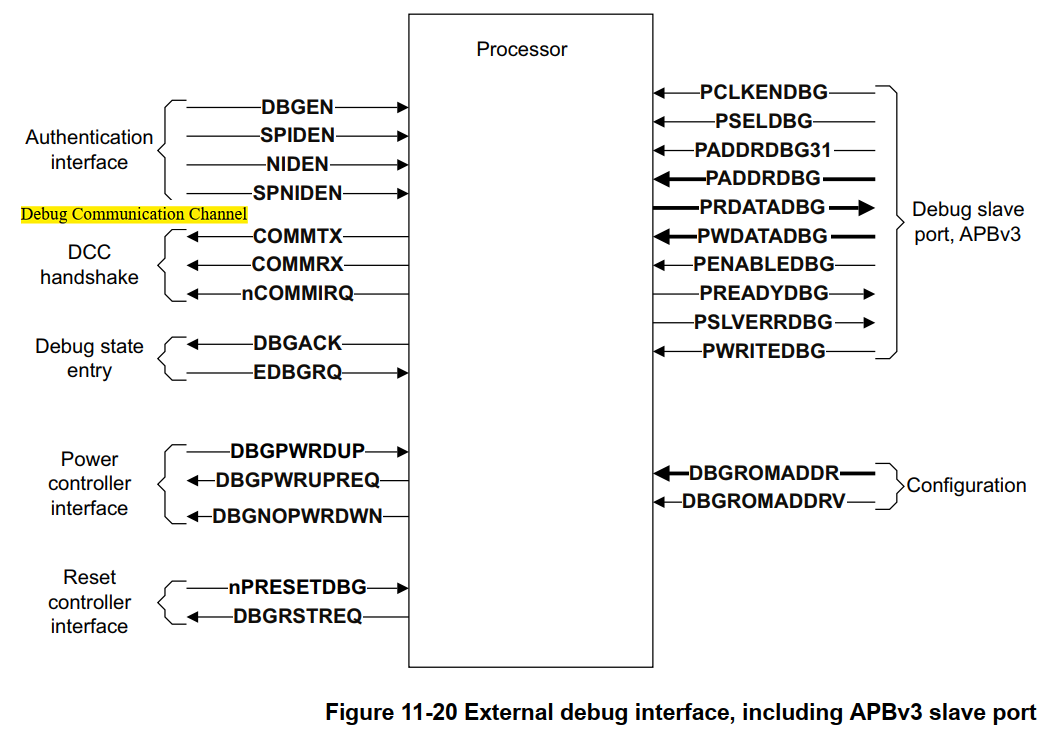 Processor
Authentication
interface
DBGEN
SPIDEN
NIDEN
SPNIDEN
Debug Communication Channel
DCC
handshake
COMMTX
COMMRX
nCOMMIRQ
Debug state
entry
DBGACK
EDBGRQ
Power
controller
interface
DBGPWRDUP
DBGPWRUPREQ
DBGNOPWRDWN
Reset
controller
interface
nPRESETDBG
DBGRSTREQ
PCLKENDBG
PSELDBG
PADDRDBG31
PADDRDBG
PRDATADBG
PWDATADBG
PENABLEDBG
PREADYDBG
PSLVERRDBG
PWRITEDBG
Debug slave
port, APBv3
DBGROMADDR
DBGROMADDRV
Configuration
Figure 11-20 External debug interface, including APBv3 slave port